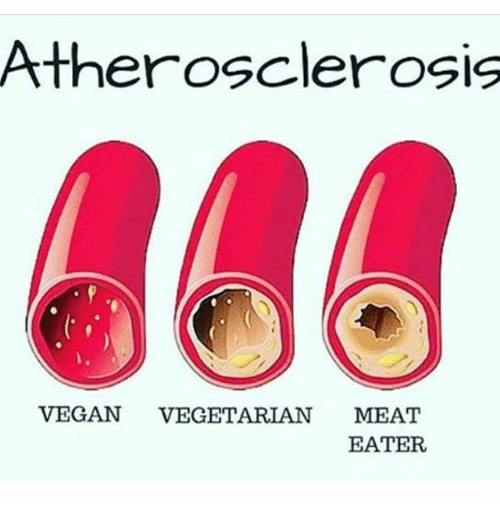 Atherosclerosis
VEGAN VEGETARIAN MEAT
EATER